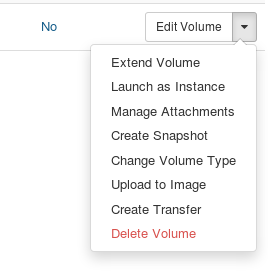 No
Edit Volume
Extend Volume
Launch as Instance
Manage Attachments
Create Snapshot
Change Volume Type
Upload to Image
Create Transfer
Delete Volume